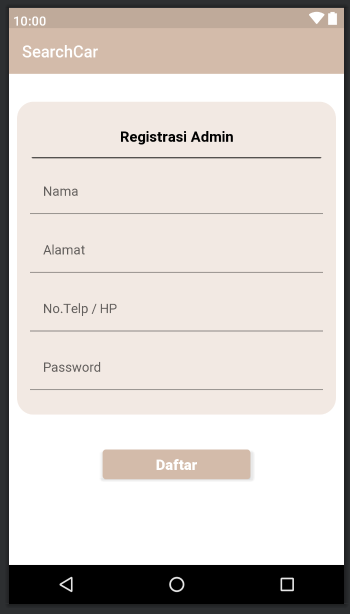 10:00
SearchCar
Registrasi Admin
Nama
Alamat
No.Telp / HP
Password
Daftar